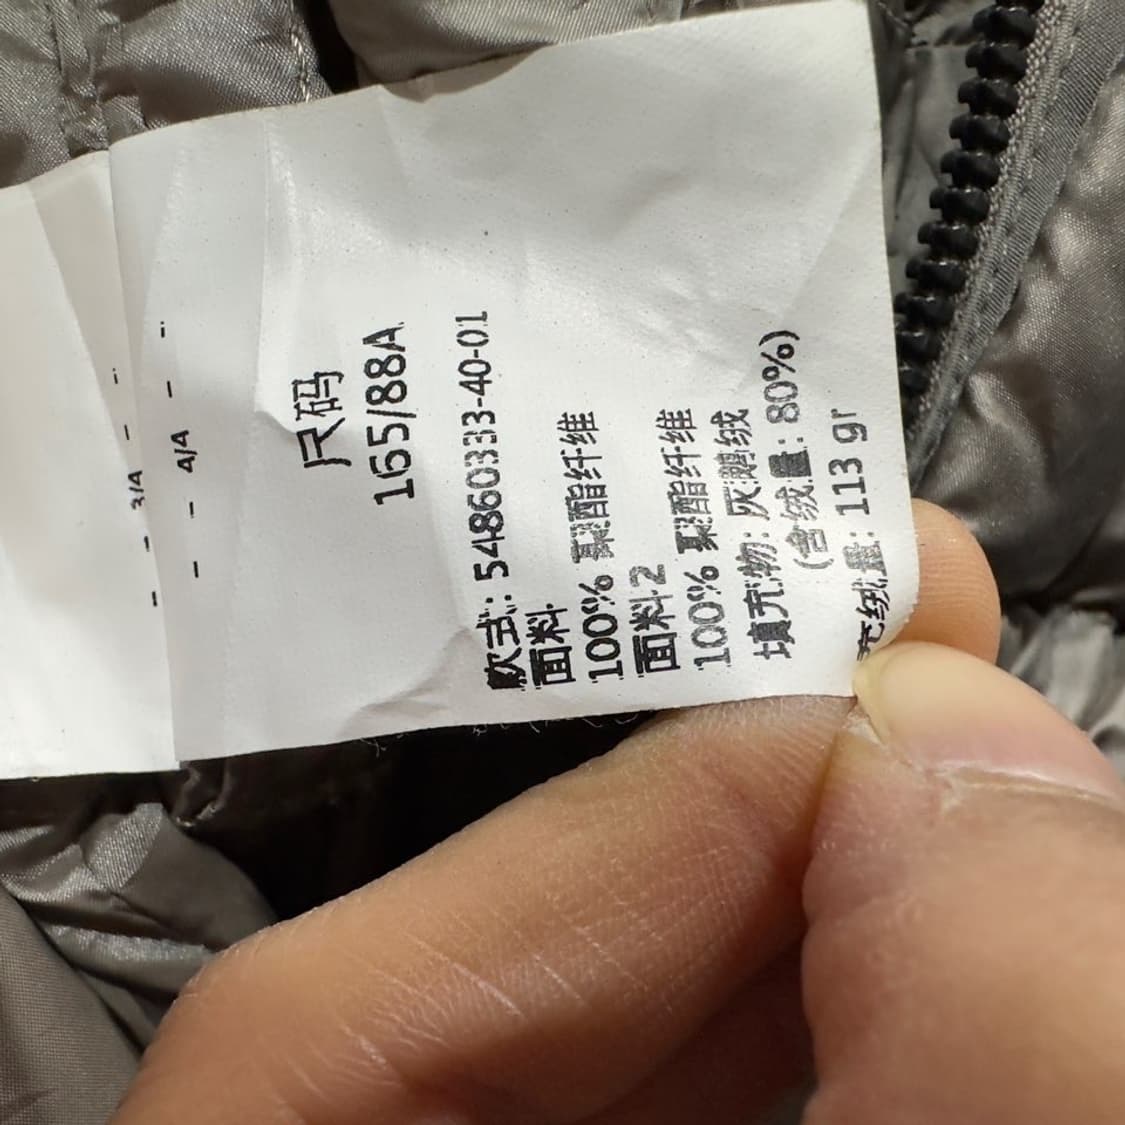 3/4
4/4
尺码
165/88A
款式: 54860333-40-01
面料
100% 聚酯纤维
面料 2
100% 聚酯纤维
填充物: 灰鹅绒
(含绒量: 80%)
充绒量: 113 gr